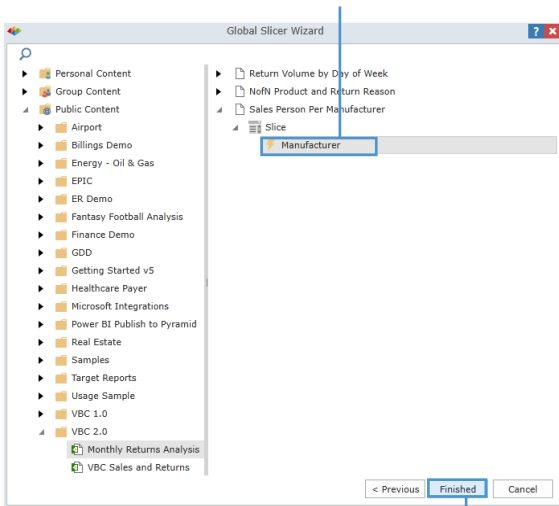 Global Slicer Wizard
? X
Personal Content
Group Content
Public Content
Airport
Billings Demo
Energy - Oil & Gas
EPIC
ER Demo
Fantasy Football Analysis
Finance Demo
GDD
Getting Started v5
Healthcare Payer
Microsoft Integrations
Power BI Publish to Pyramid
Real Estate
Samples
Target Reports
Usage Sample
VBC 1.0
VBC 2.0
Monthly Returns Analysis
VBC Sales and Returns
Return Volume by Day of Week
NofN Product and Return Reason
Sales Person Per Manufacturer
Slice
Manufacturer
< Previous
Finished
Cancel